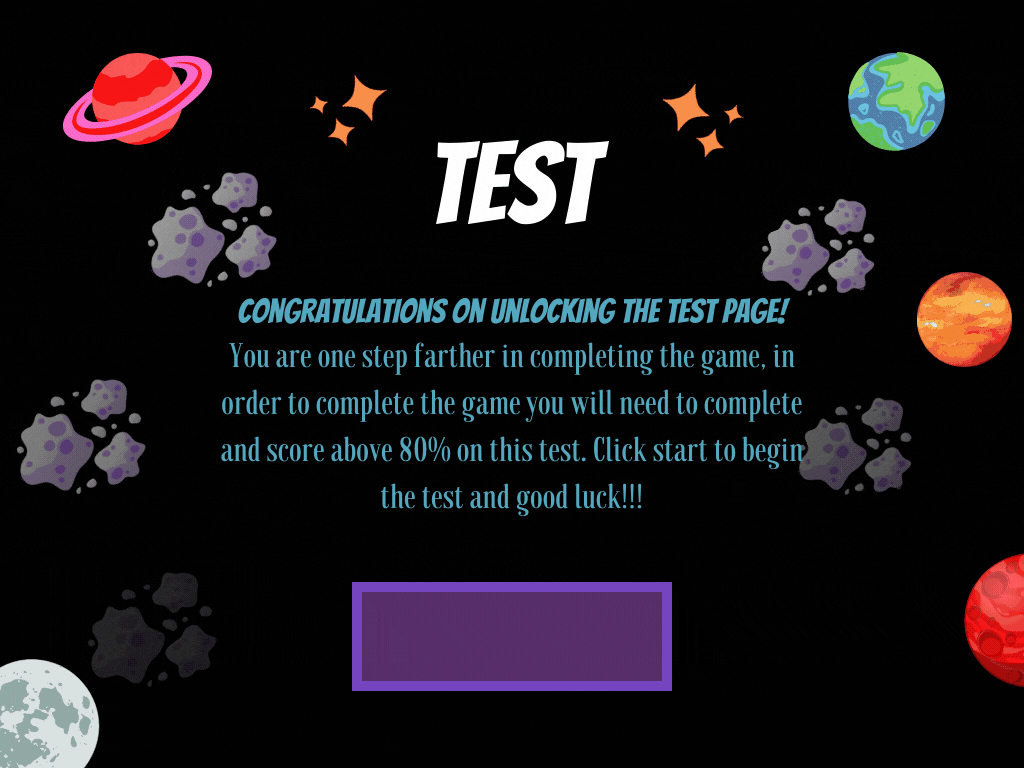 TEST
CONGRATULATIONS ON UNLOCKING THE TEST PAGE!
You are one step farther in completing the game, in
order to complete the game you will need to complete
and score above 80% on this test. Click start to begin
the test and good luck!!!